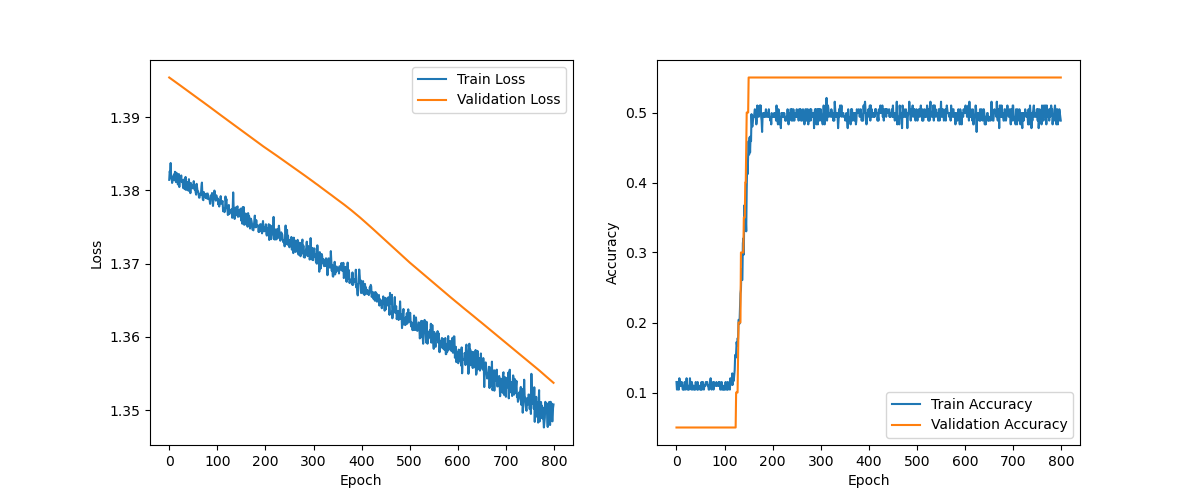 Train Loss
Validation Loss
1.39
1.38
1.37
1.36
1.35
Loss
0 100 200 300 400 500 600 700 800
Epoch
0.5
0.4
0.3
0.2
0.1
Accuracy
Train Accuracy
Validation Accuracy
0 100 200 300 400 500 600 700 800
Epoch